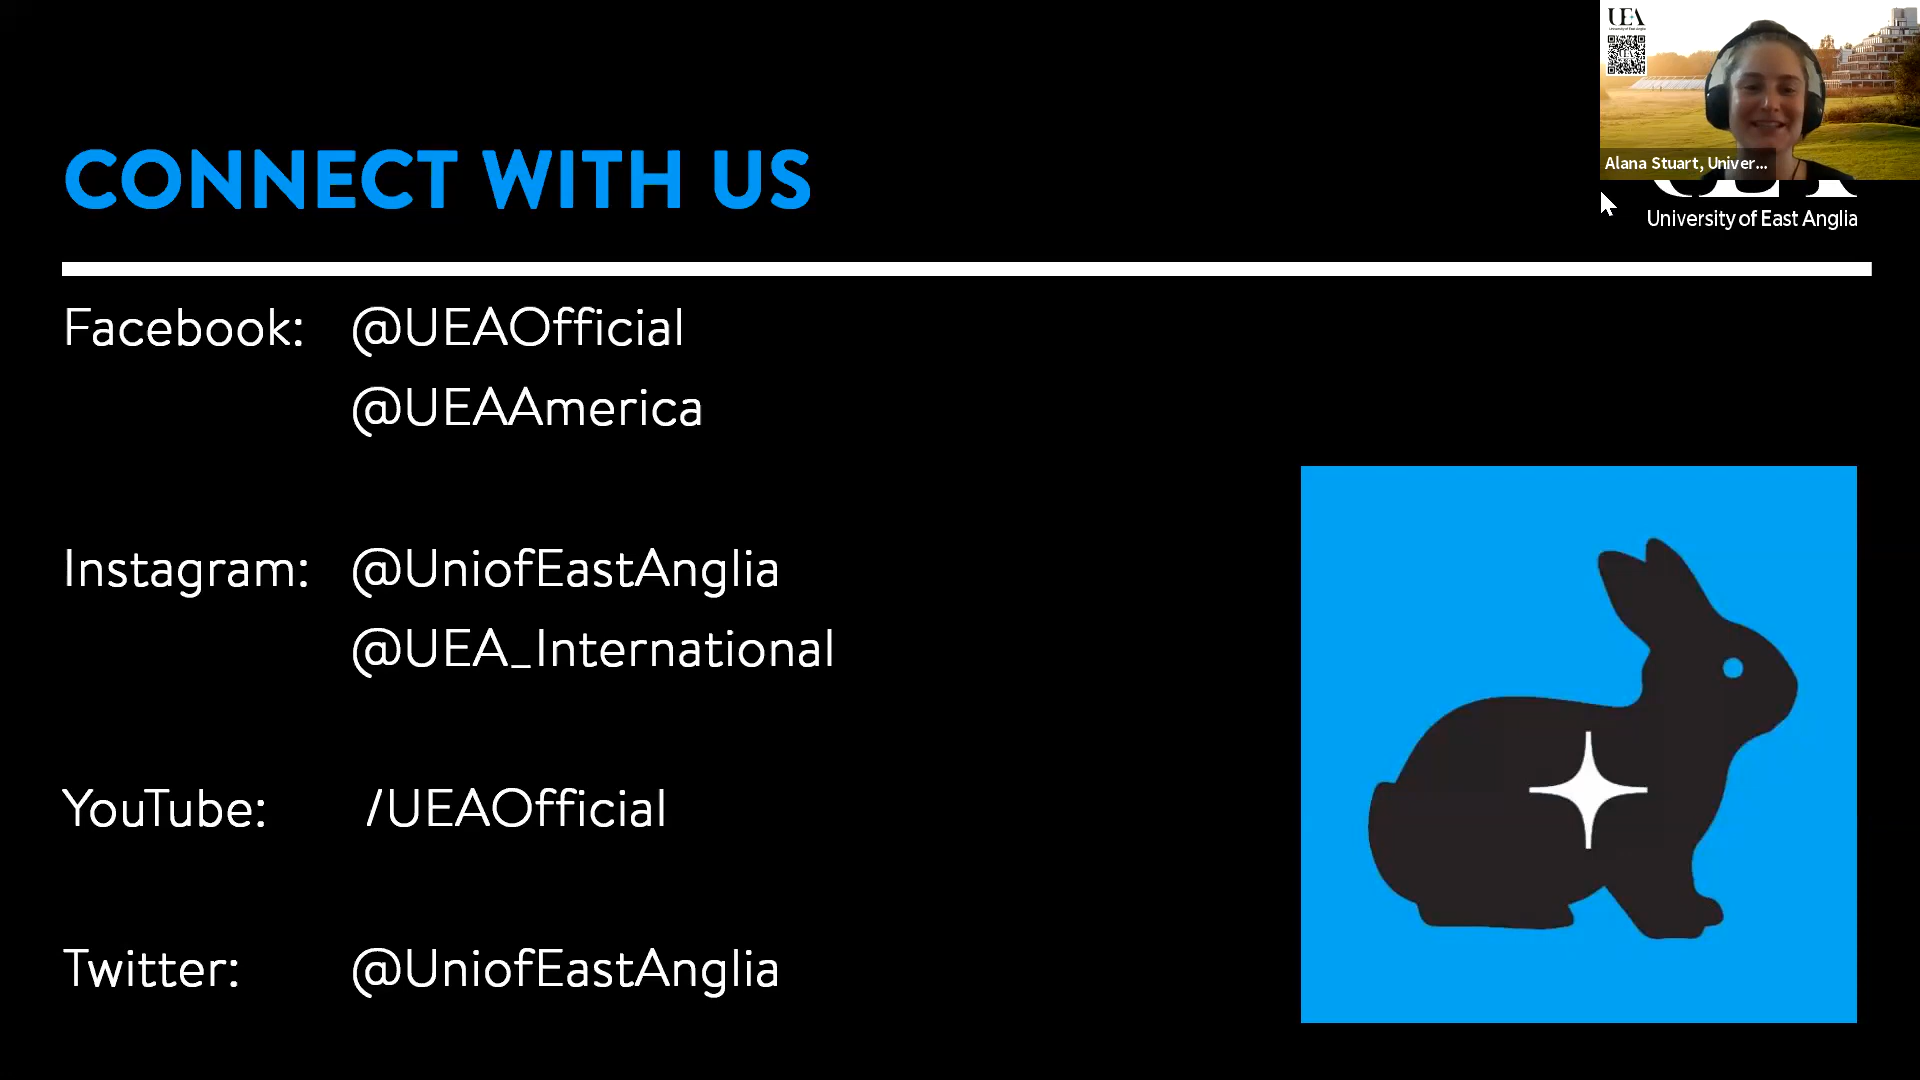 CONNECT WITH US
UEA
Alana Stuart, Univer...
University of East Anglia
Facebook: @UEAOfficial
@UEAAmerica
Instagram: @UniofEastAnglia
@UEA_International
YouTube: /UEAOfficial
Twitter: @UniofEastAnglia